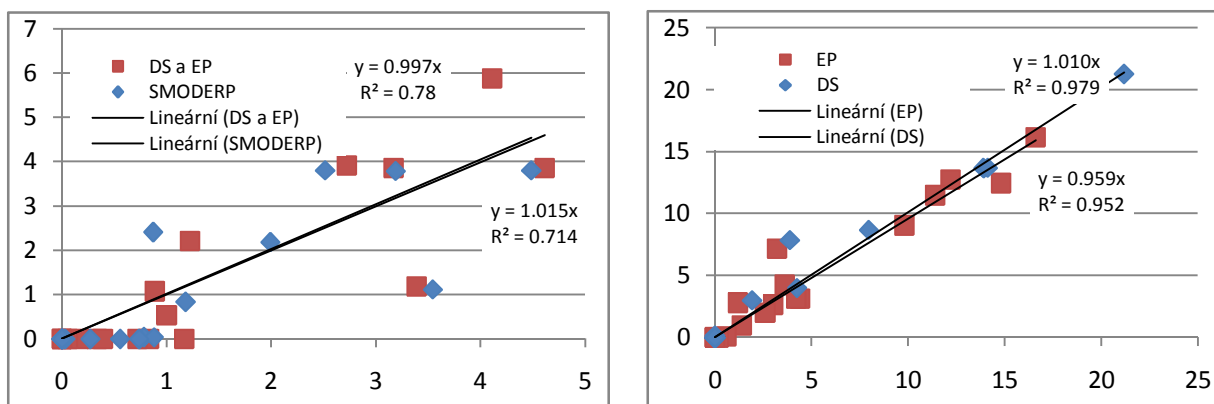 7
6
5
4
3
2
1
0
0 1 2 3 4 5
DS a EP
SMODERP
Lineární (DS a EP)
Lineární (SMODERP)
y = 0.997x
R² = 0.78
y = 1.015x
R² = 0.714
25
20
15
10
5
0
0 5 10 15 20 25
EP
DS
Lineární (EP)
Lineární (DS)
y = 1.010x
R² = 0.979
y = 0.959x
R² = 0.952